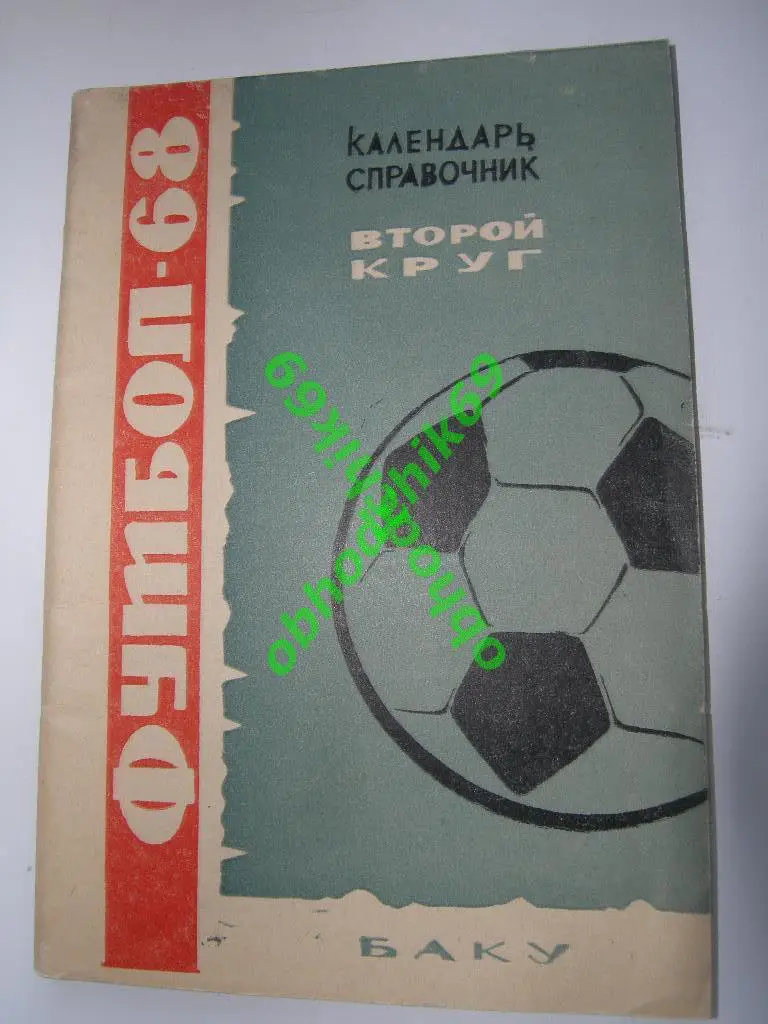 ФУТБОЛ-68
КАЛЕНДАРЬ
СПРАВОЧНИК
ВТОРОЙ
КРУГ
obhodchik69
obhodchik69
БАКУ